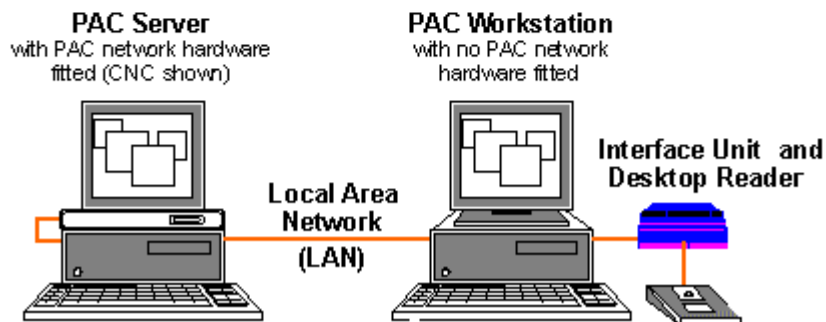 PAC Server
with PAC network hardware
fitted (CNC shown)
PAC Workstation
with no PAC network
hardware fitted
Interface Unit and
Desktop Reader
Local Area
Network
(LAN)